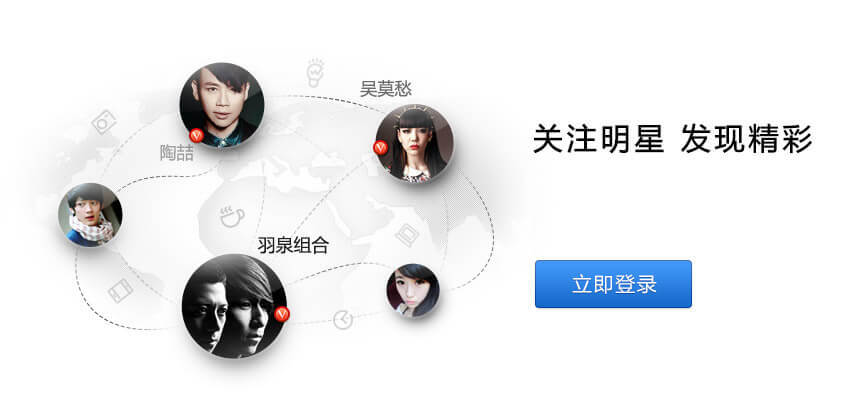 吴莫愁
陶喆
羽泉组合
关注明星 发现精彩
立即登录